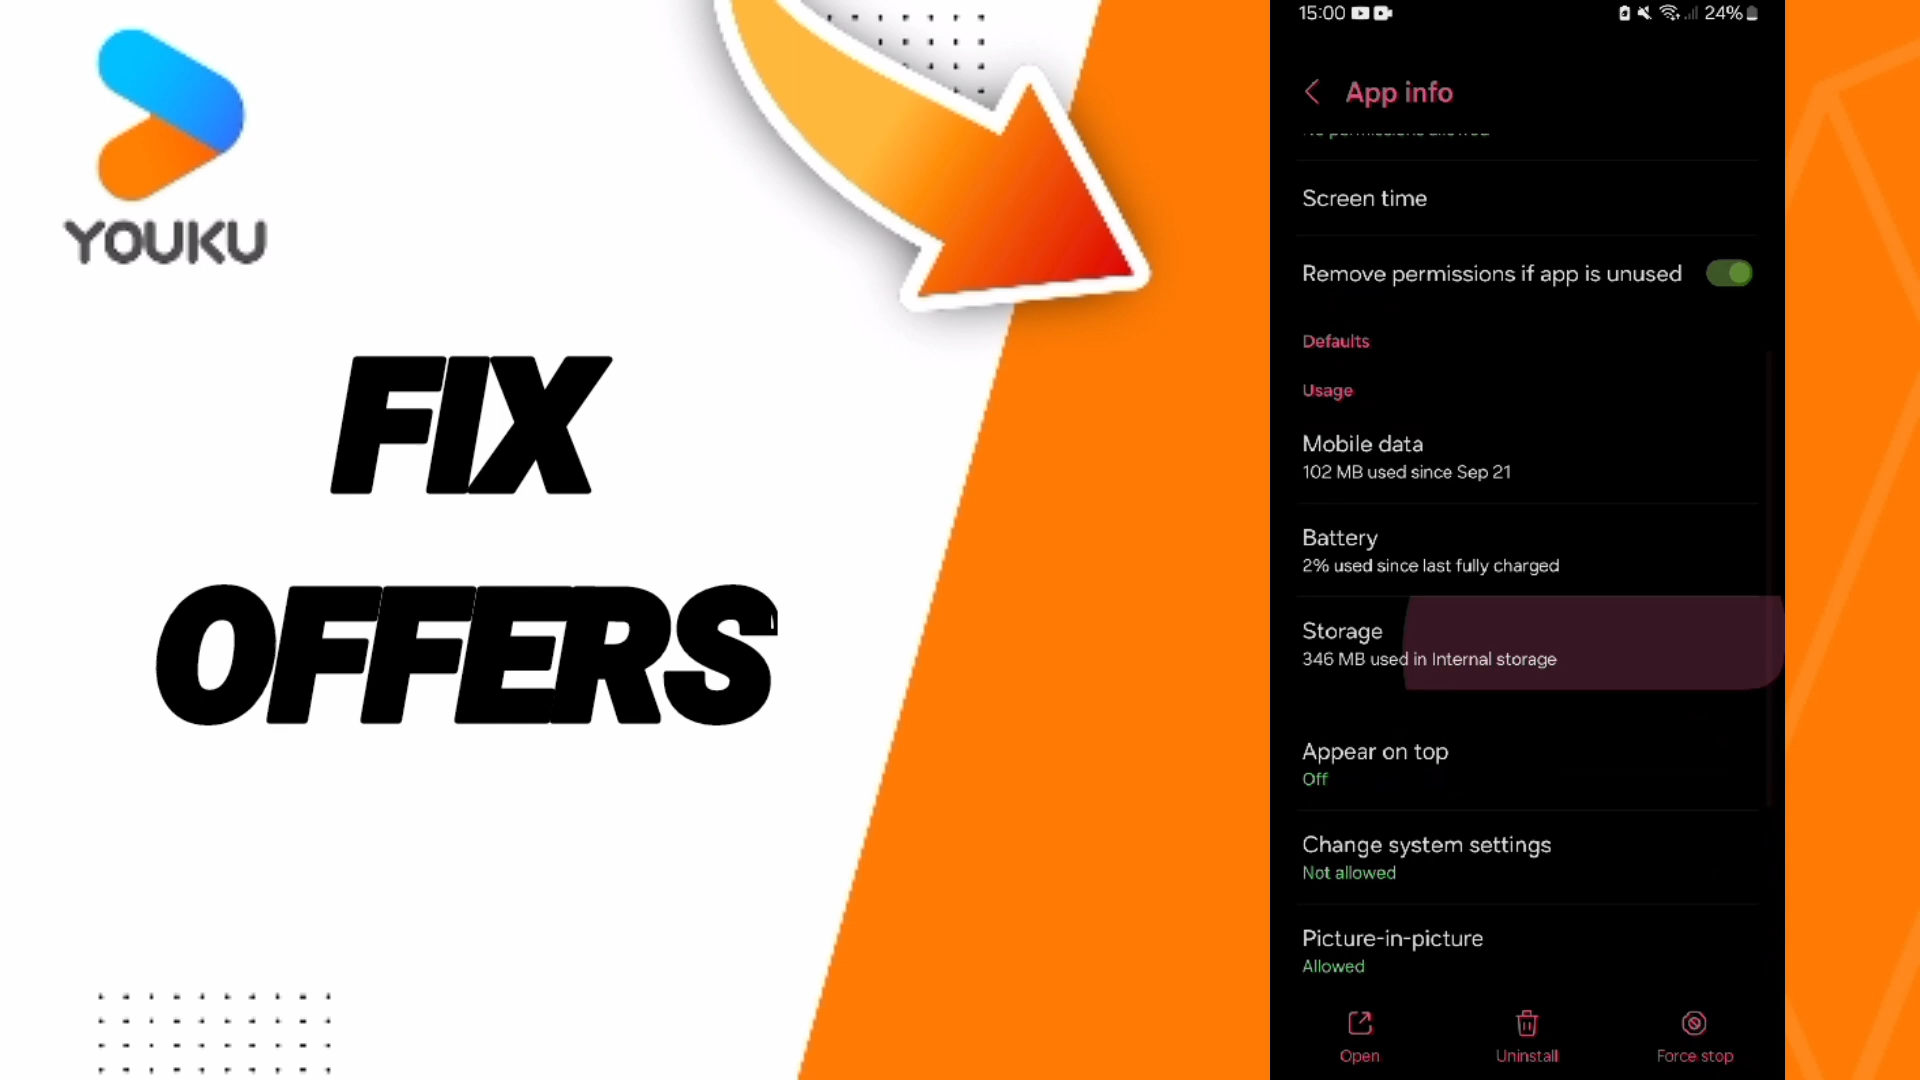 YOUKU
FIX
OFFERS
15:00
24%
App info
No permissions allowed
Screen time
Remove permissions if app is unused
Defaults
Usage
Mobile data
102 MB used since Sep 21
Battery
2% used since last fully charged
Storage
346 MB used in Internal storage
Appear on top
Off
Change system settings
Not allowed
Picture-in-picture
Allowed
Open
Uninstall
Force stop